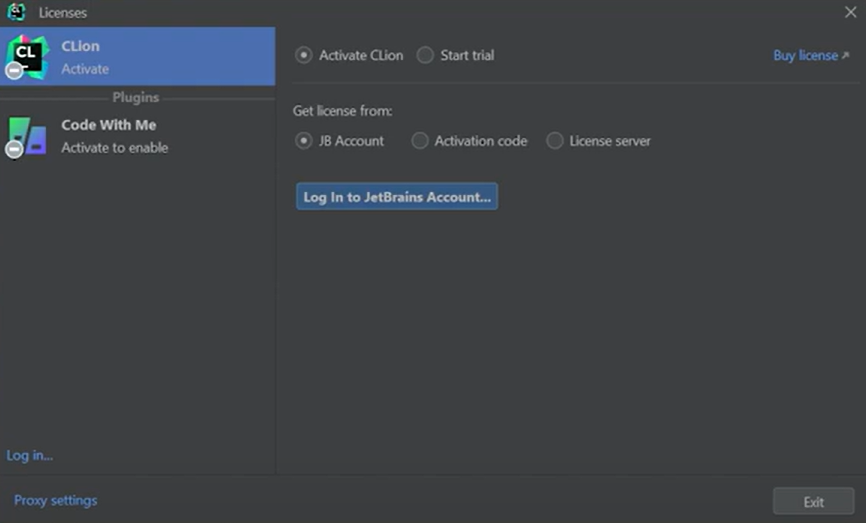 Licenses
CLion
Activate
Plugins
Code With Me
Activate to enable
Log in...
Activate CLion Start trial Buy license ↗
Get license from:
JB Account Activation code License server
Log In to JetBrains Account...
Proxy settings
Exit
CL